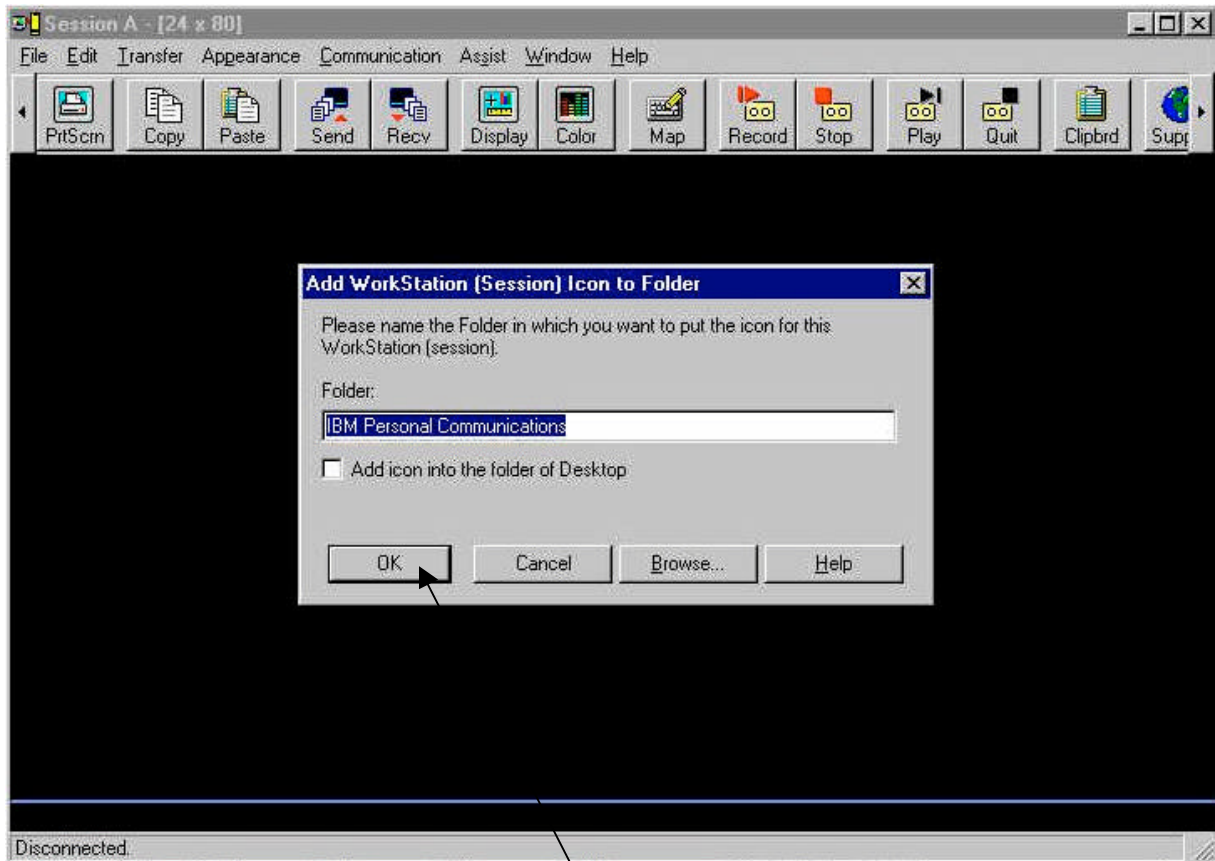 Session A - [24 x 80]
File Edit Transfer Appearance Communication Assist Window Help
PrtScrn Copy Paste Send Recv Display Color Map Record Stop Play Quit Clipbrd Supp
Add WorkStation (Session) Icon to Folder
Please name the Folder in which you want to put the icon for this
WorkStation (session).
Folder:
IBM Personal Communications
Add icon into the folder of Desktop
OK Cancel Browse... Help
Disconnected.